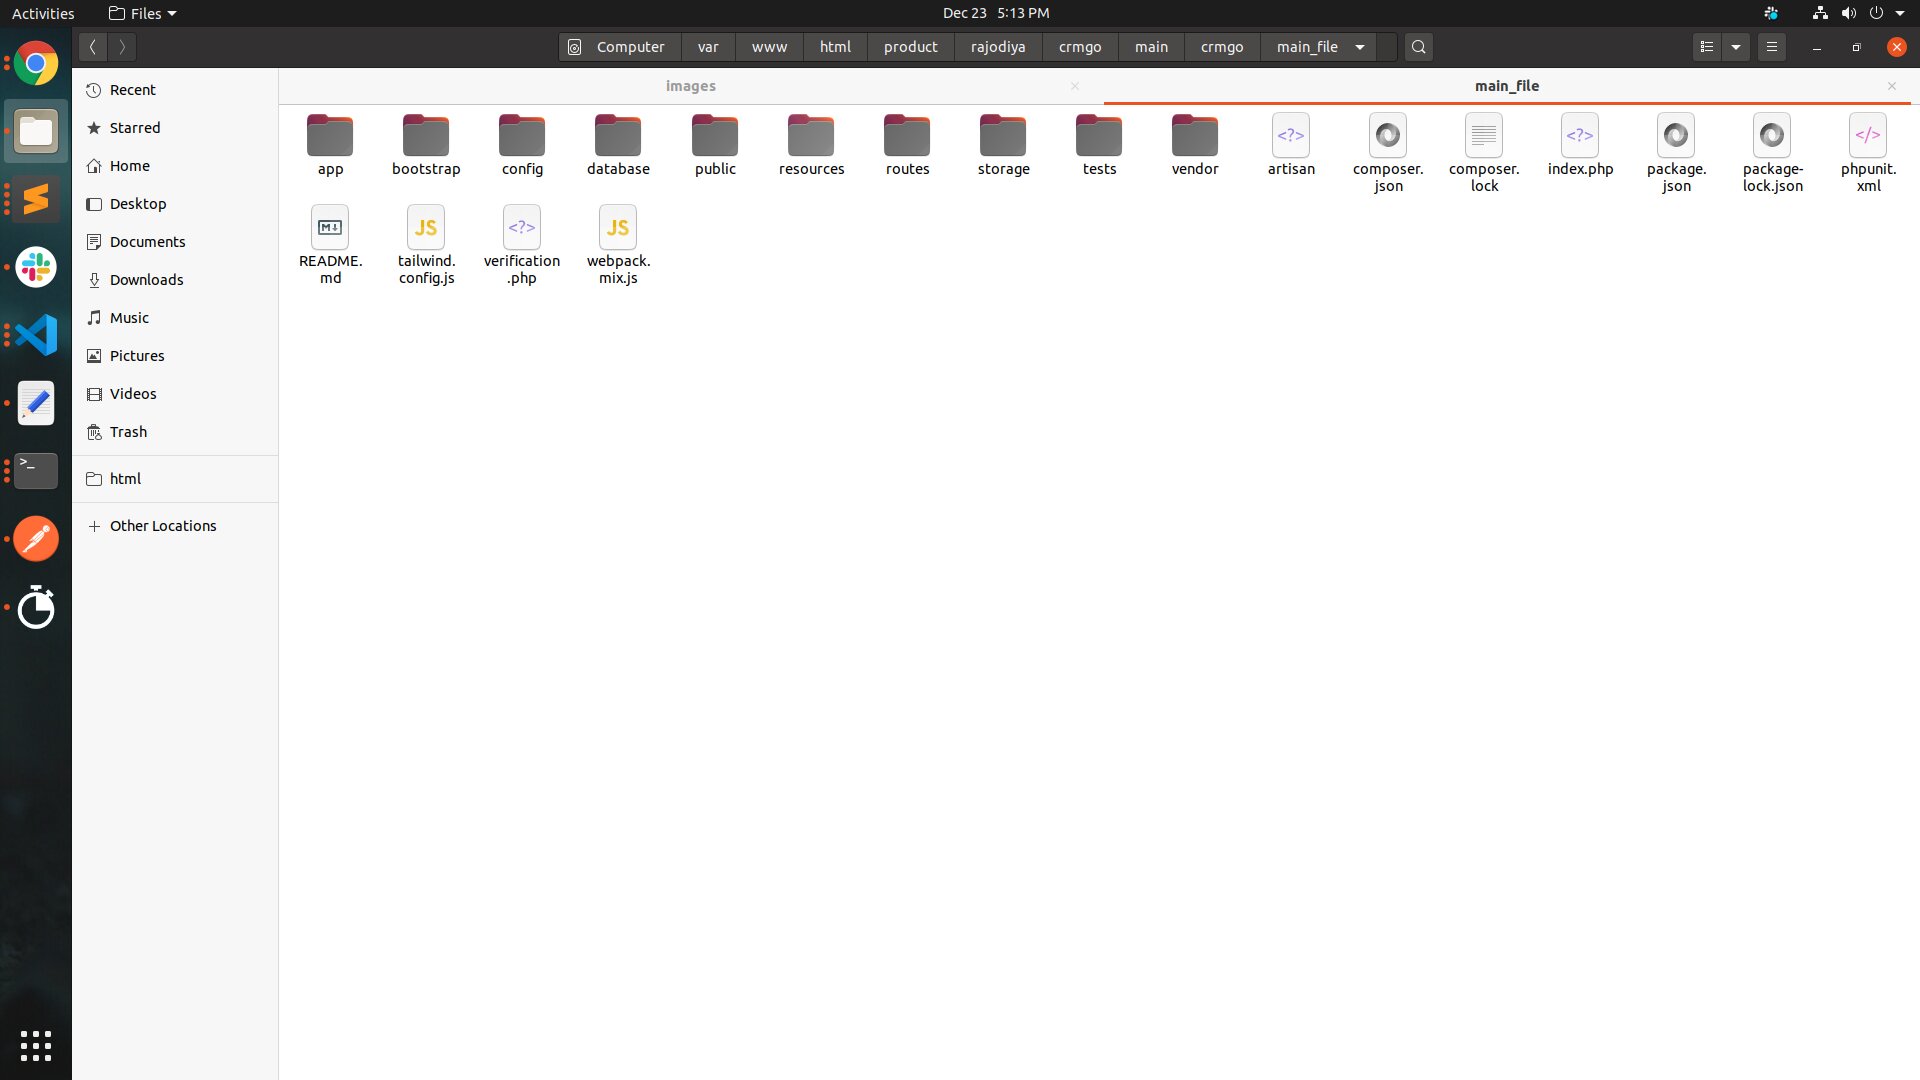 Activities Files Dec 23 5:13 PM
Computer var www html product rajodiya crmgo main crmgo main_file
images main_file
Recent
Starred
Home
Desktop
Documents
Downloads
Music
Pictures
Videos
Trash
html
Other Locations
app bootstrap config database public resources routes storage tests vendor artisan composer. composer. index.php package. package- phpunit.
json lock json lock.json xml
README. tailwind. verification webpack.
md config.js .php mix.js